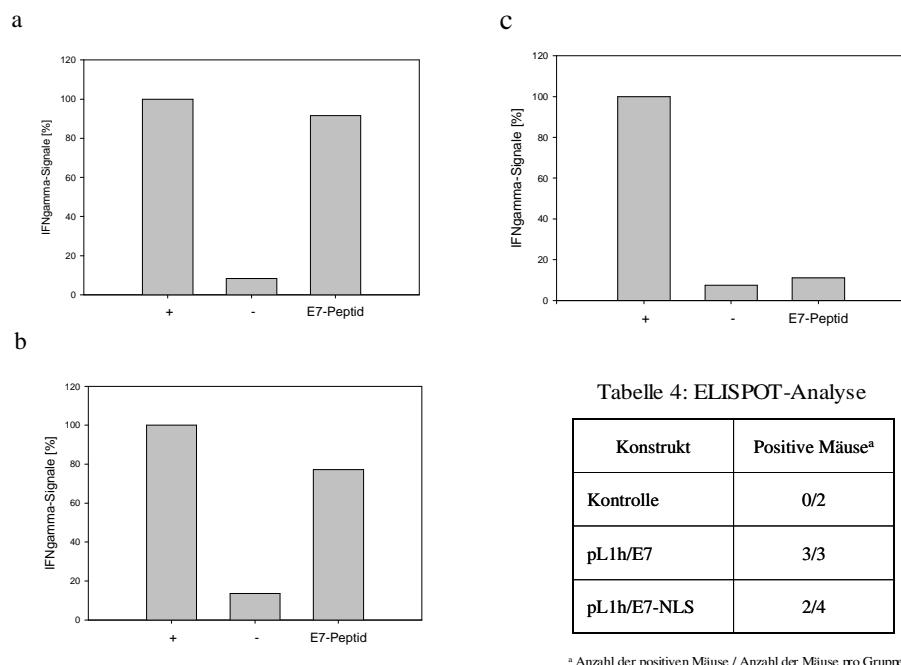 a
IFNgamma-Signale [%]
120
100
80
60
40
20
0
+ - E7-Peptid
b
IFNgamma-Signale [%]
120
100
80
60
40
20
0
+ - E7-Peptid
c
IFNgamma-Signale [%]
120
100
80
60
40
20
0
+ - E7-Peptid
Tabelle 4: ELISPOT-Analyse
Konstrukt Positive Mäuseª
Kontrolle 0/2
pL1h/E7 3/3
pL1h/E7-NLS 2/4
ª Anzahl der positiven Mäuse / Anzahl der Mäuse pro Gruppe